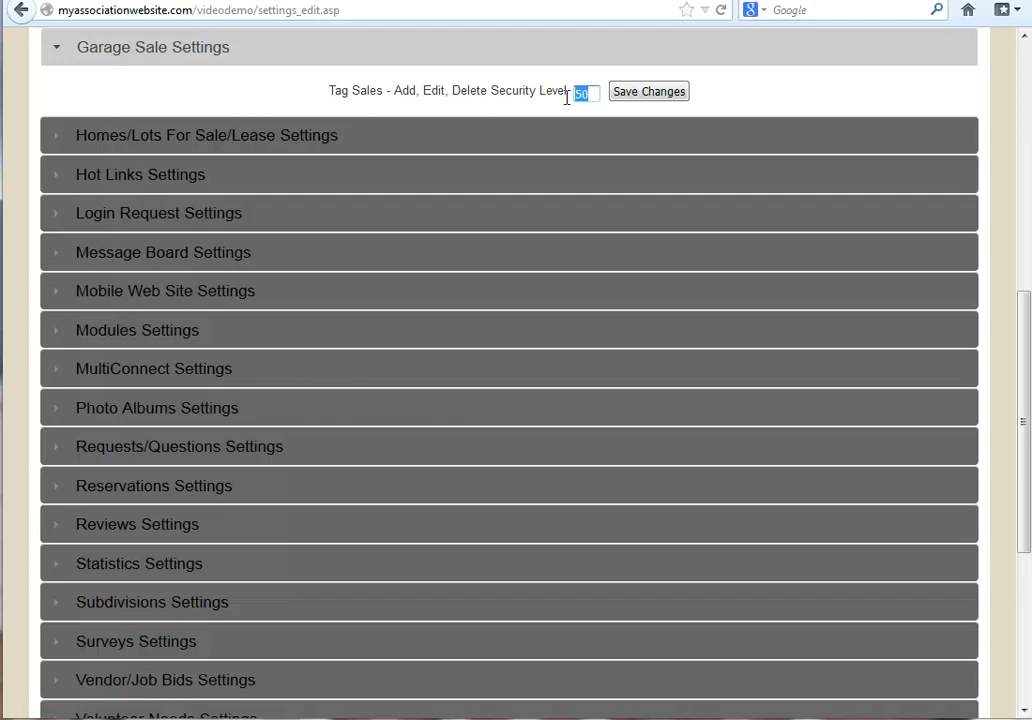 myassociationwebsite.com/videodemo/settings_edit.asp
Google
Garage Sale Settings
Tag Sales - Add, Edit, Delete Security Level 50 Save Changes
Homes/Lots For Sale/Lease Settings
Hot Links Settings
Login Request Settings
Message Board Settings
Mobile Web Site Settings
Modules Settings
MultiConnect Settings
Photo Albums Settings
Requests/Questions Settings
Reservations Settings
Reviews Settings
Statistics Settings
Subdivisions Settings
Surveys Settings
Vendor/Job Bids Settings
Volunteer Needs Settings